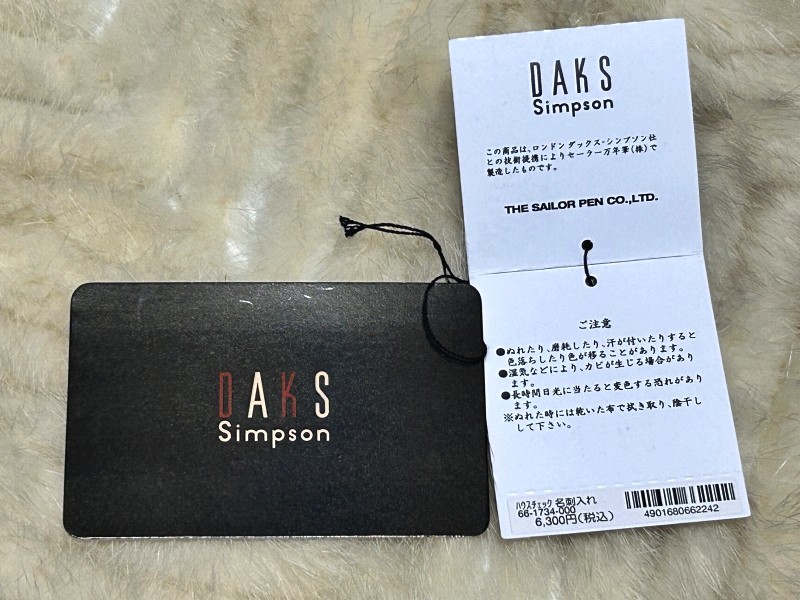 DAKS
Simpson
DAKS
Simpson
この商品は、ロンドンダックス-シンプソン社
との技術提携によりセーラー万年筆(株)で
製造したものです。
THE SAILOR PEN CO.,LTD.
ご注意
●ぬれたり、磨耗したり、汗が付いたりすると
色落ちしたり色が移ることがあります。
●湿気などにより、カビが生じる場合があり
ます。
●長時間日光に当たると変色する恐れがあり
ます。
※ぬれた時には乾いた布で拭き取り、陰干し
して下さい。
ハウスチェック 名刺入れ
66-1734-000
6,300円(税込)
4901680662242